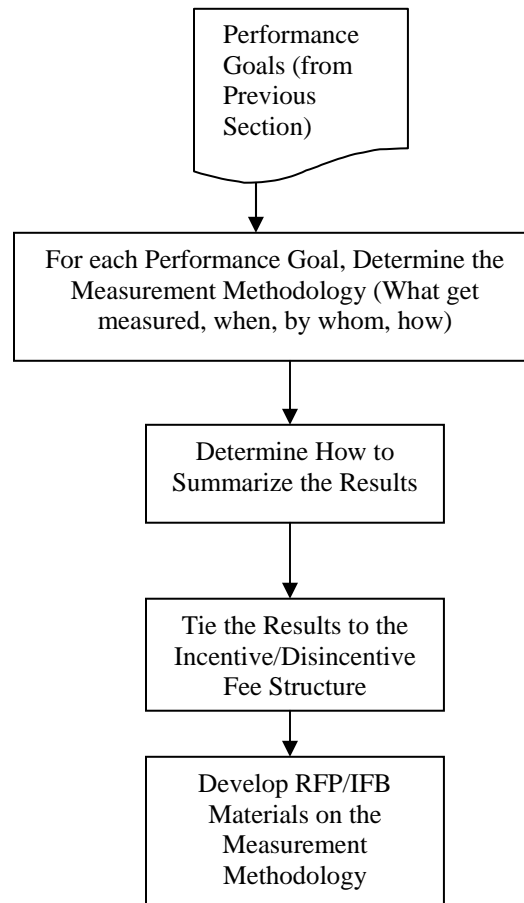 Performance
Goals (from
Previous
Section)
For each Performance Goal, Determine the
Measurement Methodology (What get
measured, when, by whom, how)
Determine How to
Summarize the Results
Tie the Results to the
Incentive/Disincentive
Fee Structure
Develop RFP/IFB
Materials on the
Measurement
Methodology